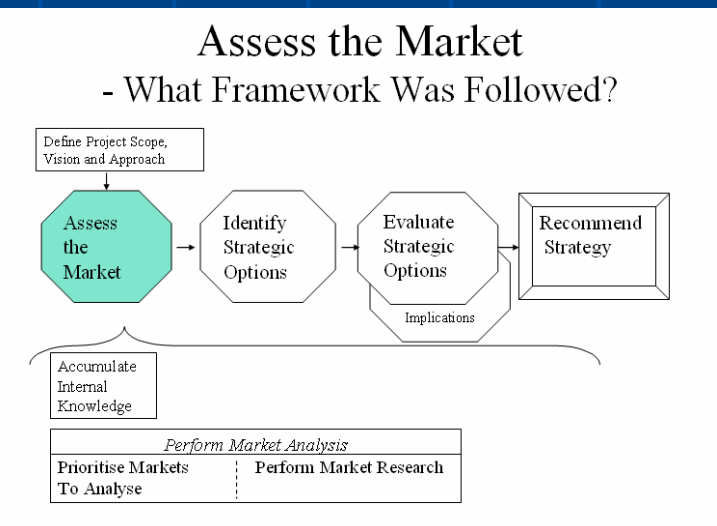 Assess the Market
- What Framework Was Followed?
Define Project Scope,
Vision and Approach
Assess
the
Market
Identify
Strategic
Options
Evaluate
Strategic
Options
Implications
Recommend
Strategy
Accumulate
Internal
Knowledge
Perform Market Analysis
Prioritise Markets
To Analyse
Perform Market Research